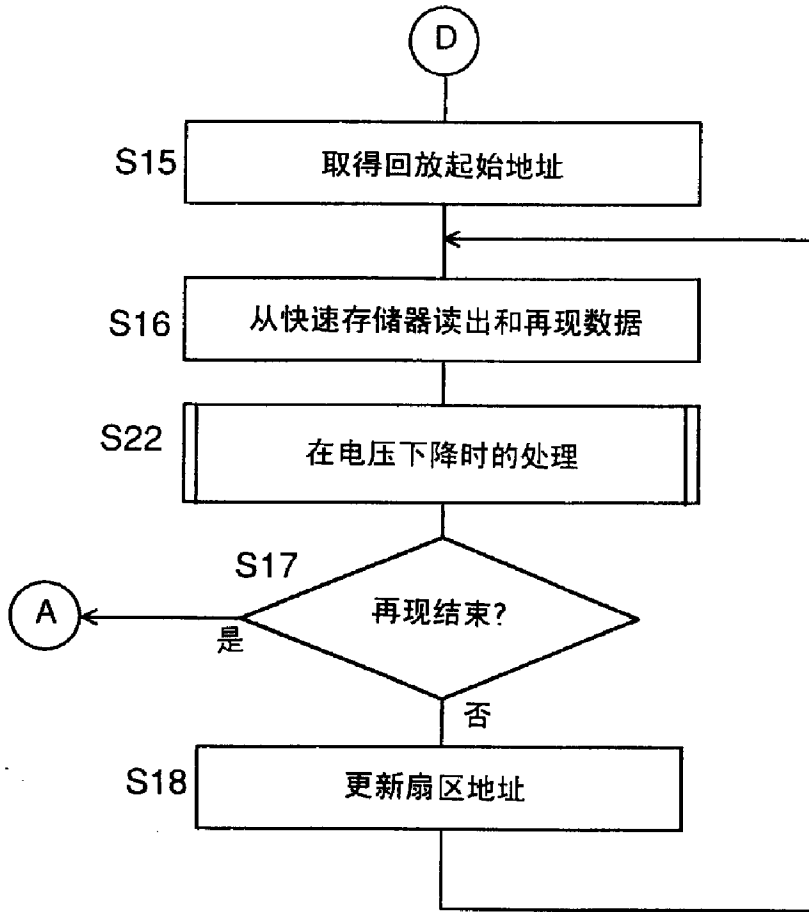 D
S15
取得回放起始地址
S16
从快速存储器读出和再现数据
S22
在电压下降时的处理
S17
再现结束?
A
是
否
S18
更新扇区地址